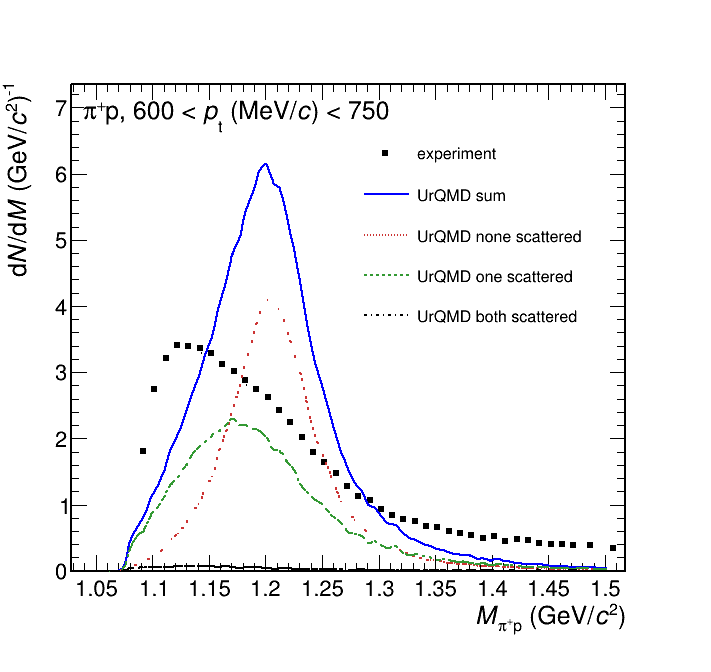 π⁺p, 600 < pₜ (MeV/c) < 750
dN/dM (GeV/c²)⁻¹
experiment
UrQMD sum
UrQMD none scattered
UrQMD one scattered
UrQMD both scattered
7
6
5
4
3
2
1
0
1.05 1.1 1.15 1.2 1.25 1.3 1.35 1.4 1.45 1.5
M_π⁺p (GeV/c²)